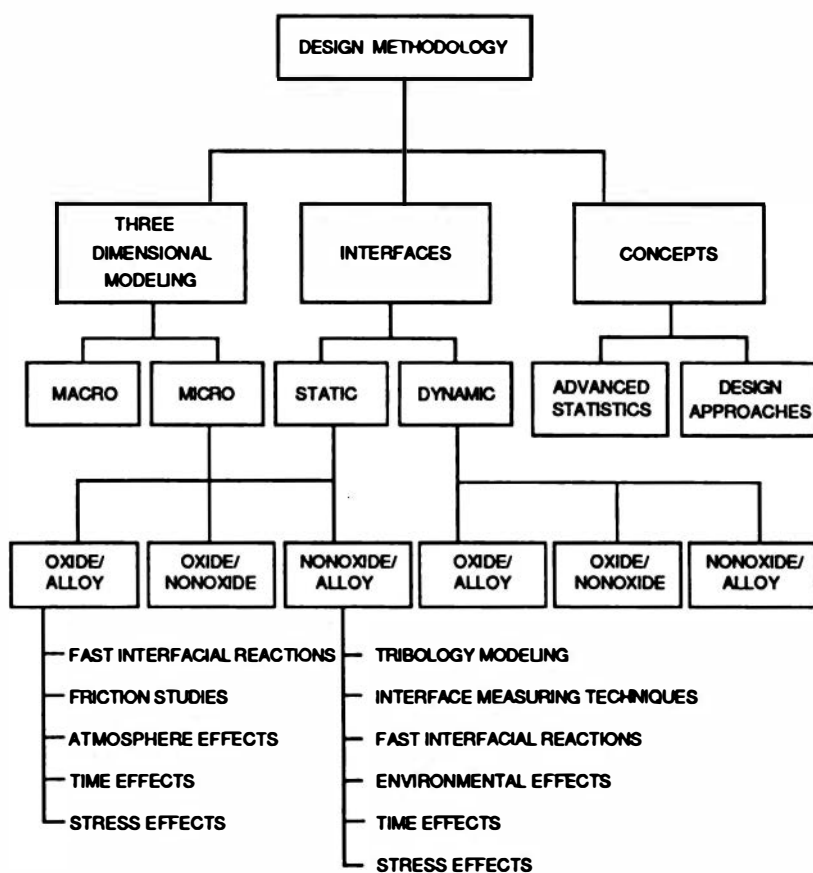 DESIGN METHODOLOGY
THREE
DIMENSIONAL
MODELING
INTERFACES
CONCEPTS
MACRO
MICRO
STATIC
DYNAMIC
ADVANCED
STATISTICS
DESIGN
APPROACHES
OXIDE/
ALLOY
OXIDE/
NONOXIDE
NONOXIDE/
ALLOY
OXIDE/
ALLOY
OXIDE/
NONOXIDE
NONOXIDE/
ALLOY
FAST INTERFACIAL REACTIONS
FRICTION STUDIES
ATMOSPHERE EFFECTS
TIME EFFECTS
STRESS EFFECTS
TRIBOLOGY MODELING
INTERFACE MEASURING TECHNIQUES
FAST INTERFACIAL REACTIONS
ENVIRONMENTAL EFFECTS
TIME EFFECTS
STRESS EFFECTS